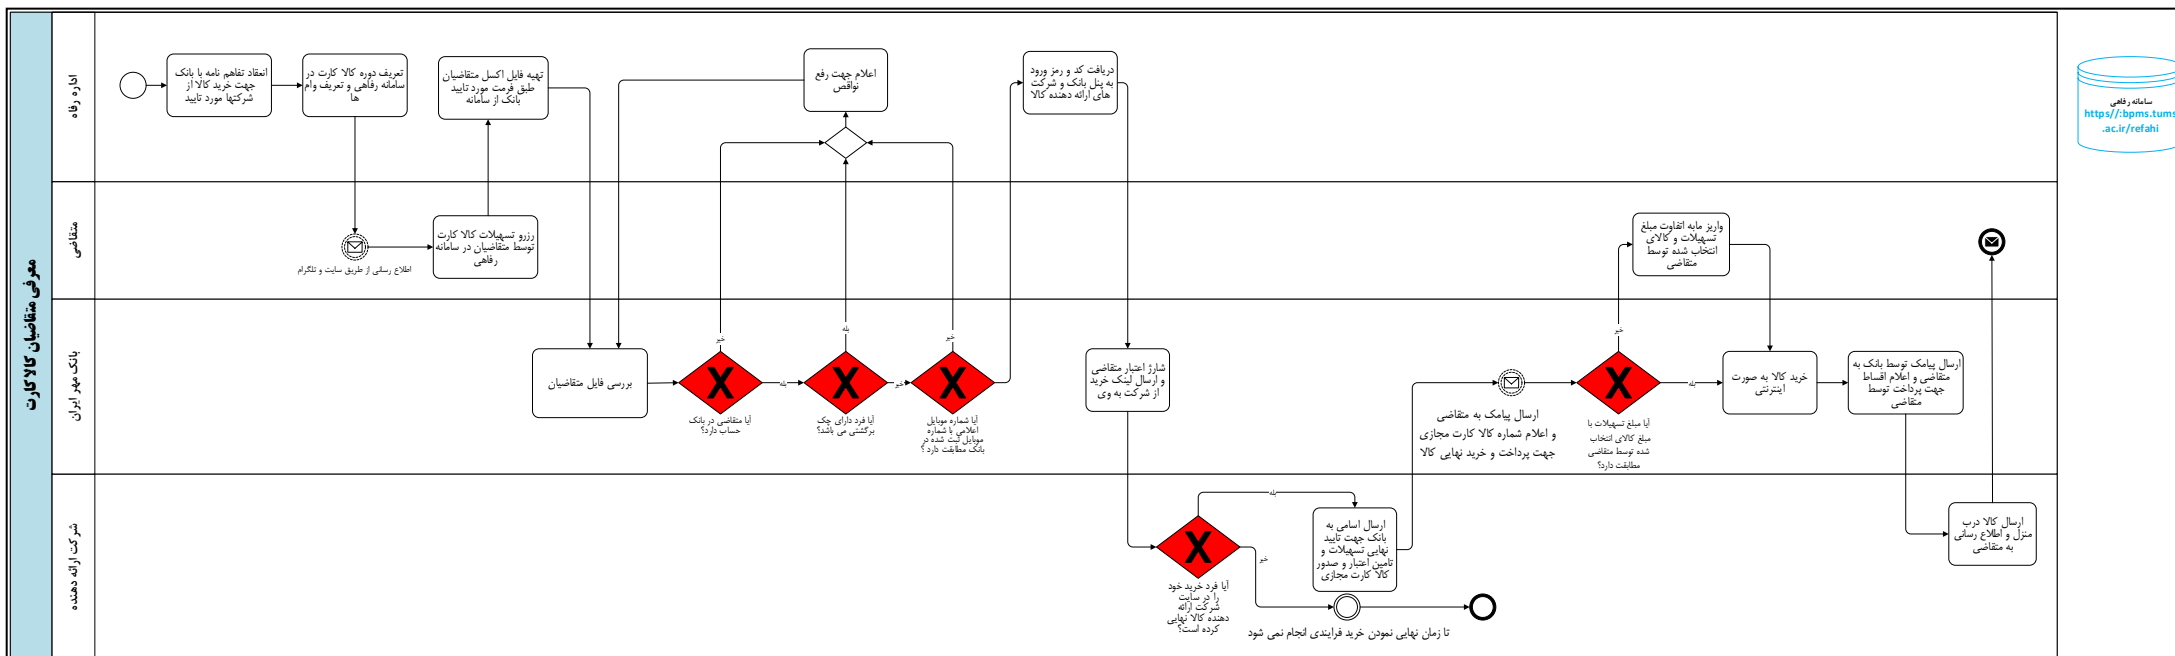 معرفی متقاضیان کالا کارت
اداره رفاه
انعقاد تفاهم نامه با بانک
جهت خرید کالا از
شرکتها مورد تایید
تعریف دوره کالا کارت در
سامانه رفاهی و تعریف وام
ها
تهیه فایل اکسل متقاضیان
طبق فرمت مورد تایید
بانک از سامانه
اعلام جهت رفع
نواقص
دریافت کد و رمز ورود
به پنل بانک و شرکت
های ارائه دهنده کالا
سامانه رفاهی
https//:bpms.tums
.ac.ir/refahi
متقاضی
اطلاع رسانی از طریق سایت و تلگرام
رزرو تسهیلات کالا کارت
توسط متقاضیان در سامانه
رفاهی
واریز مابه اتفاوت مبلغ
تسهیلات و کالای
انتخاب شده توسط
متقاضی
بانک مهر ایران
بررسی فایل متقاضیان
خیر
آیا متقاضی در بانک
حساب دارد؟
بله
بله
آیا فرد دارای چک
برگشتی می باشد؟
خیر
خیر
آیا شماره موبایل
اعلامی با شماره
موبایل ثبت شده در
بانک مطابقت دارد ؟
شارژ اعتبار متقاضی
و ارسال لینک خرید
از شرکت به وی
ارسال پیامک به متقاضی
و اعلام شماره کالا کارت مجازی
جهت پرداخت و خرید نهایی کالا
خیر
آیا مبلغ تسهیلات با
مبلغ کالای انتخاب
شده توسط متقاضی
مطابقت دارد؟
بله
خرید کالا به صورت
اینترنتی
ارسال پیامک توسط بانک به
متقاضی و اعلام اقساط
جهت پرداخت توسط
متقاضی
شرکت ارائه دهنده
بله
آیا فرد خرید خود
را در سایت
شرکت ارائه
دهنده کالا نهایی
کرده است؟
خیر
ارسال اسامی به
بانک جهت تایید
نهایی تسهیلات و
تامین اعتبار و صدور
کالا کارت مجازی
تا زمان نهایی نمودن خرید فرایندی انجام نمی شود
ارسال کالا درب
منزل و اطلاع رسانی
به متقاضی